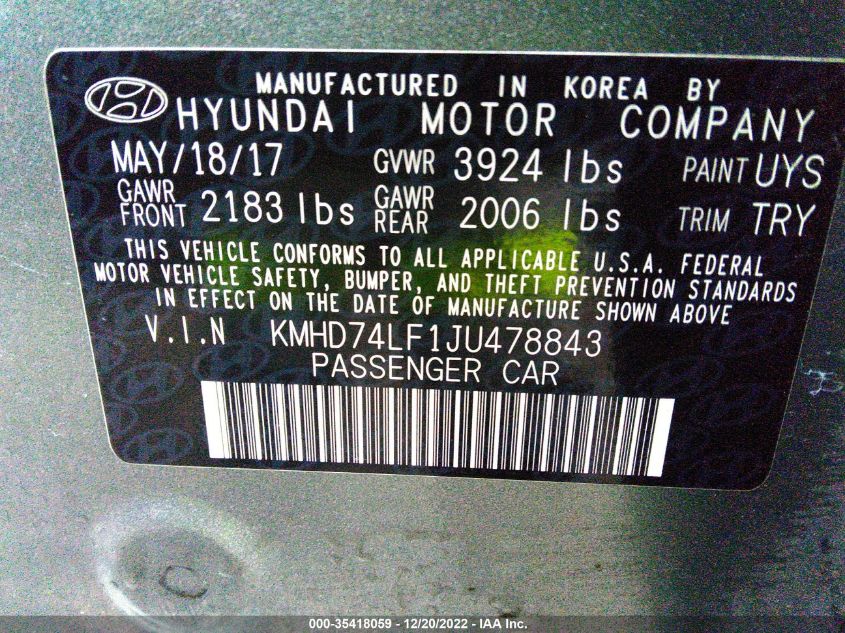 MANUFACTURED IN KOREA BY
HYUNDAI MOTOR COMPANY
MAY/18/17 GVWR 3924 lbs PAINT UYS
GAWR FRONT 2183 lbs GAWR REAR 2006 lbs TRIM TRY
THIS VEHICLE CONFORMS TO ALL APPLICABLE U.S.A. FEDERAL
MOTOR VEHICLE SAFETY, BUMPER, AND THEFT PREVENTION STANDARDS
IN EFFECT ON THE DATE OF MANUFACTURE SHOWN ABOVE
V.I.N KMHD74LF1JU478843
PASSENGER CAR
C
000-35418059 - 12/20/2022 - IAA Inc.